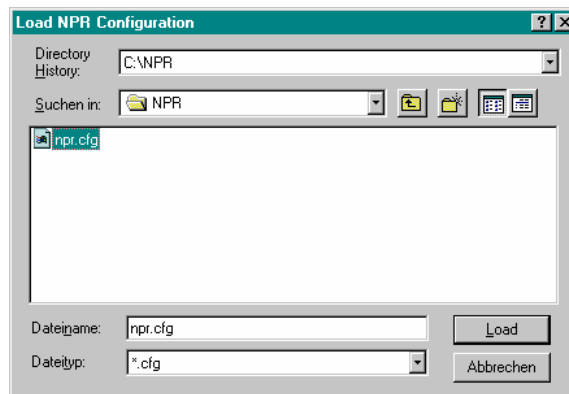 Load NPR Configuration
Directory History:
C:\NPR
Suchen in:
NPR
npr.cfg
Dateiname:
npr.cfg
Load
Dateityp:
*.cfg
Abbrechen